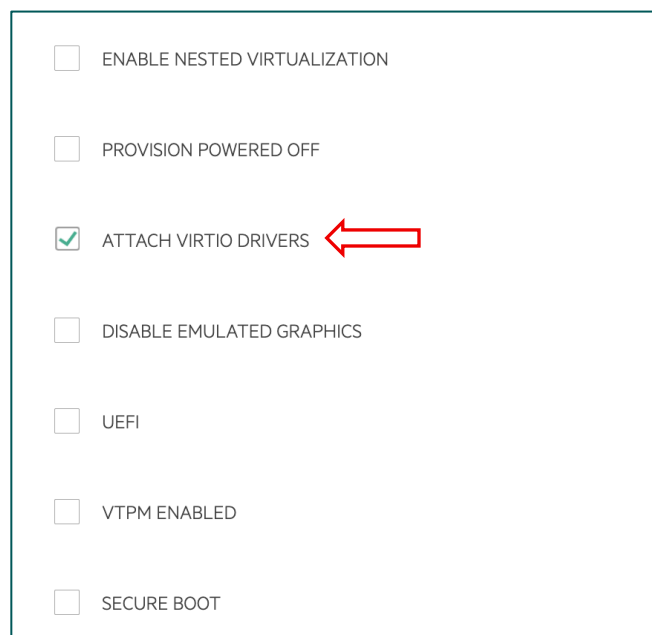 ENABLE NESTED VIRTUALIZATION
PROVISION POWERED OFF
ATTACH VIRTIO DRIVERS
DISABLE EMULATED GRAPHICS
UEFI
VTPM ENABLED
SECURE BOOT